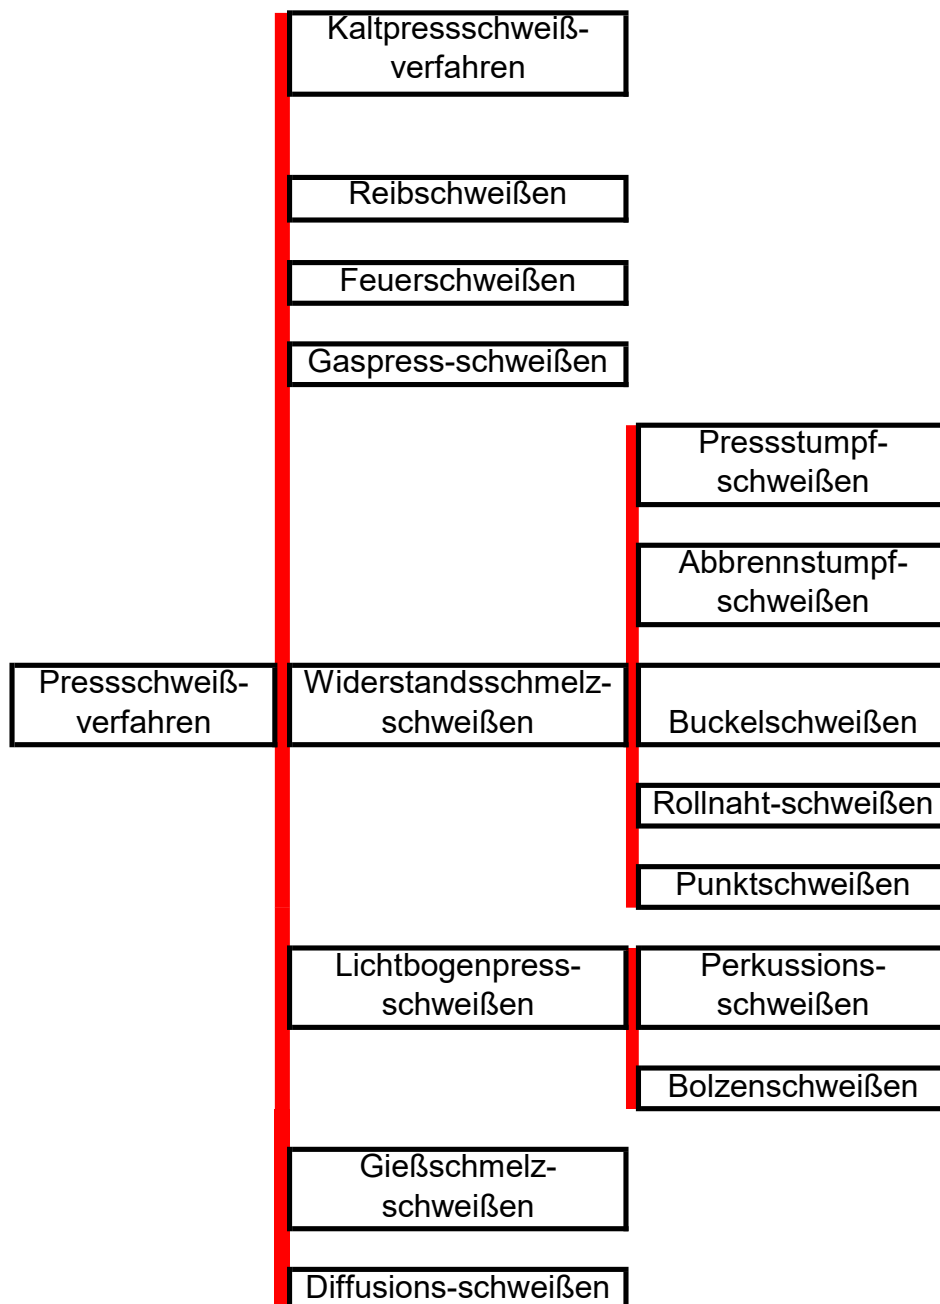 Kaltpressschweiß-
verfahren
Reibschweißen
Feuerschweißen
Gaspress-schweißen
Pressstumpf-
schweißen
Abbrennstumpf-
schweißen
Pressschweiß-
verfahren
Widerstandsschmelz-
schweißen
Buckelschweißen
Rollnaht-schweißen
Punktschweißen
Lichtbogenpress-
schweißen
Perkussions-
schweißen
Bolzenschweißen
Gießschmelz-
schweißen
Diffusions-schweißen